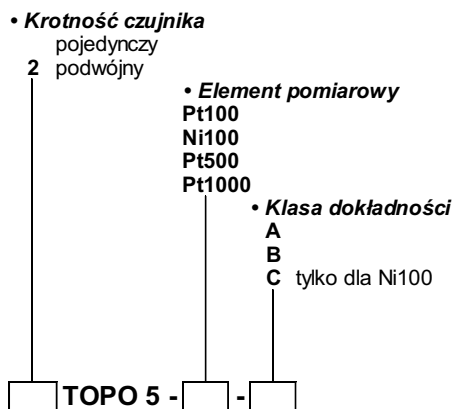 • Krotność czujnika
pojedynczy
2 podwójny
• Element pomiarowy
Pt100
Ni100
Pt500
Pt1000
• Klasa dokładności
A
B
C tylko dla Ni100
TOPO 5 - -